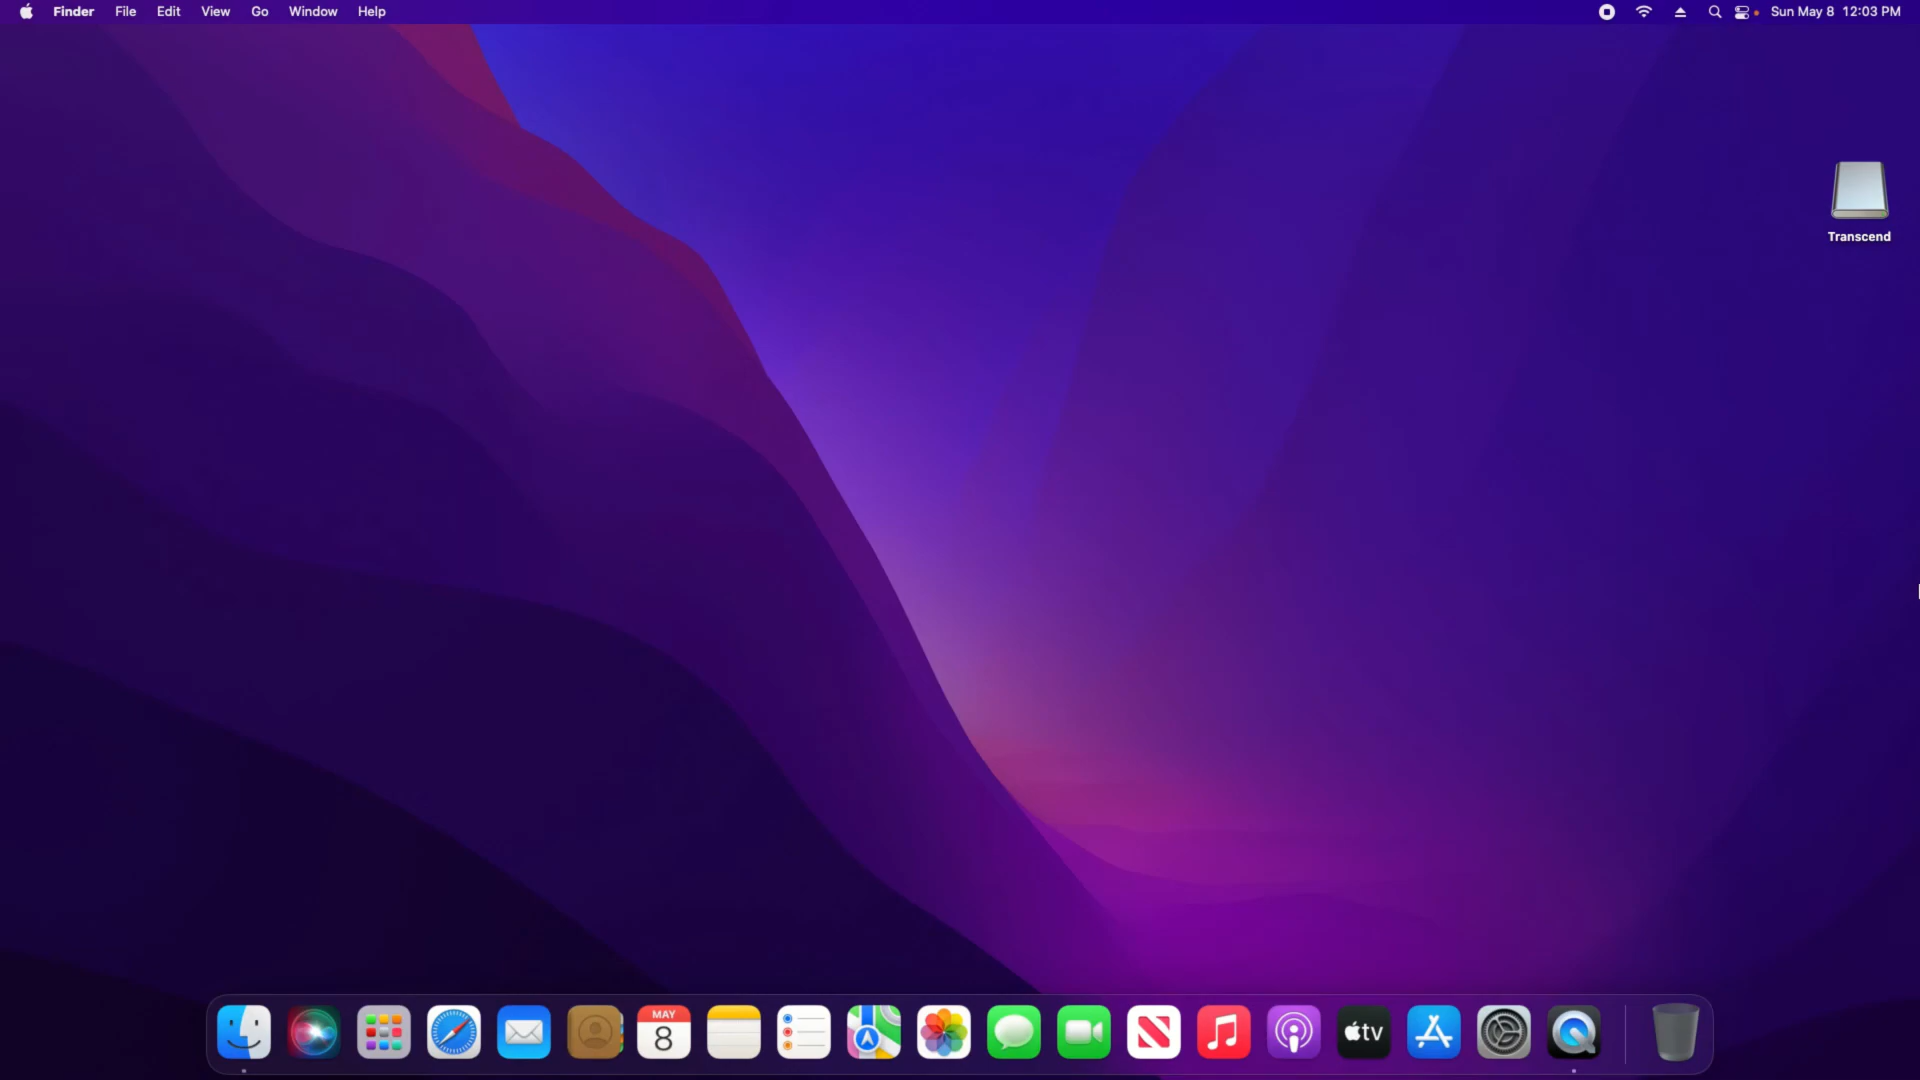 Finder File Edit View Go Window Help Sun May 8 12:03 PM
Transcend
MAY
8
tv